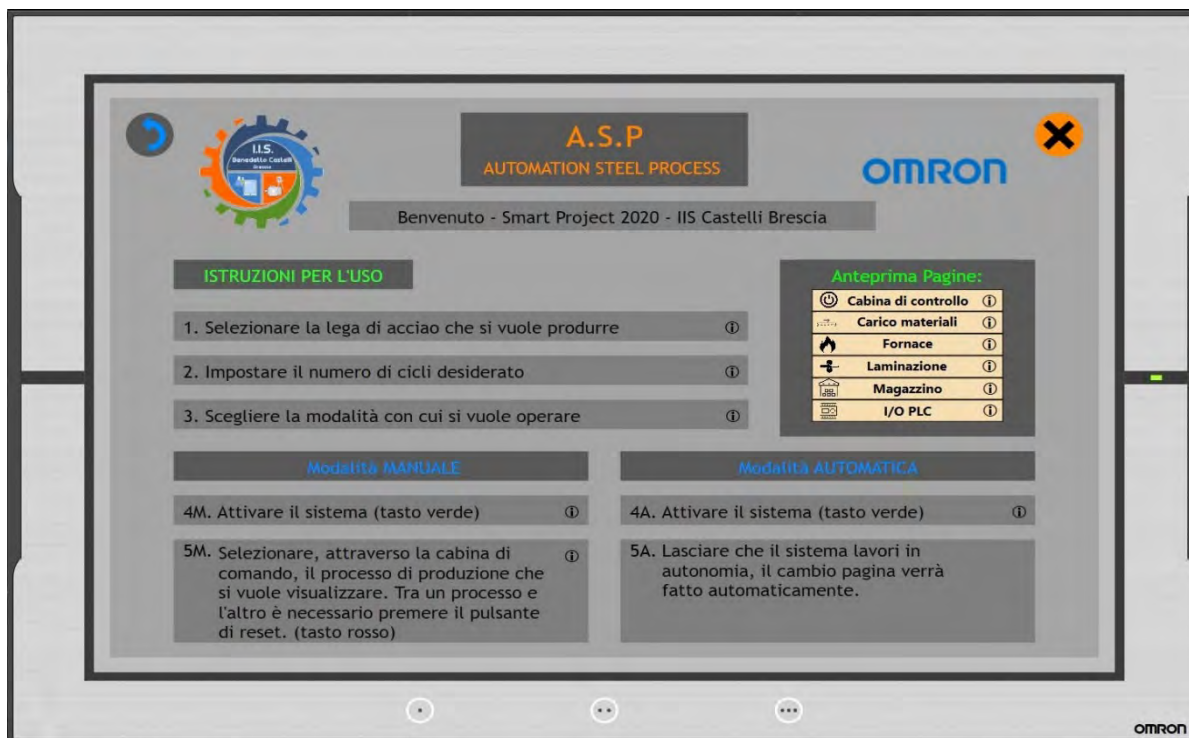 I.I.S.
Benedetto Castelli
Brescia
A.S.P
AUTOMATION STEEL PROCESS
OMRON
Benvenuto - Smart Project 2020 - IIS Castelli Brescia
ISTRUZIONI PER L'USO
1. Selezionare la lega di acciao che si vuole produrre
2. Impostare il numero di cicli desiderato
3. Scegliere la modalità con cui si vuole operare
Anteprima Pagine:
Cabina di controllo
Carico materiali
Fornace
Laminazione
Magazzino
I/O PLC
Modalità MANUALE
4M. Attivare il sistema (tasto verde)
5M. Selezionare, attraverso la cabina di
comando, il processo di produzione che
si vuole visualizzare. Tra un processo e
l'altro è necessario premere il pulsante
di reset. (tasto rosso)
Modalità AUTOMATICA
4A. Attivare il sistema (tasto verde)
5A. Lasciare che il sistema lavori in
autonomia, il cambio pagina verrà
fatto automaticamente.
OMRON